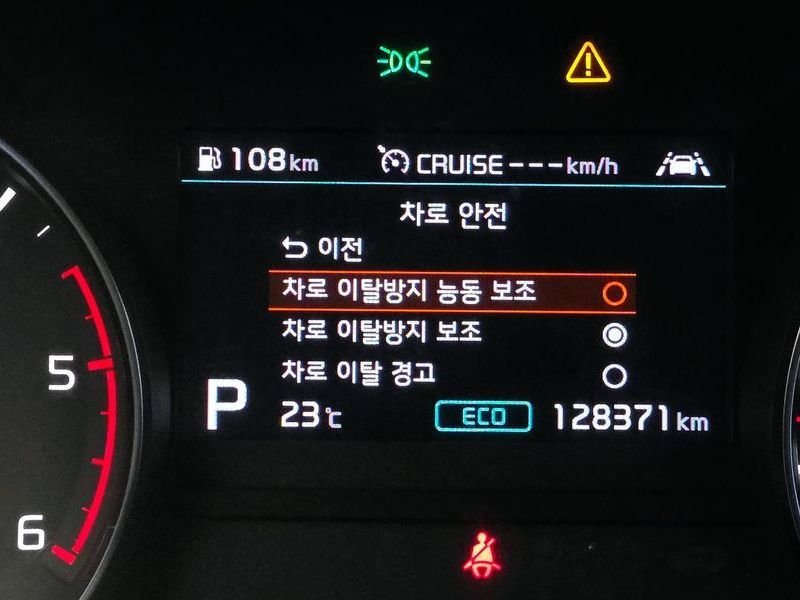 108km CRUISE---km/h
차로 안전
이전
차로 이탈방지 능동 보조
차로 이탈방지 보조
차로 이탈 경고
5
P 23℃ ECO 128371km
6